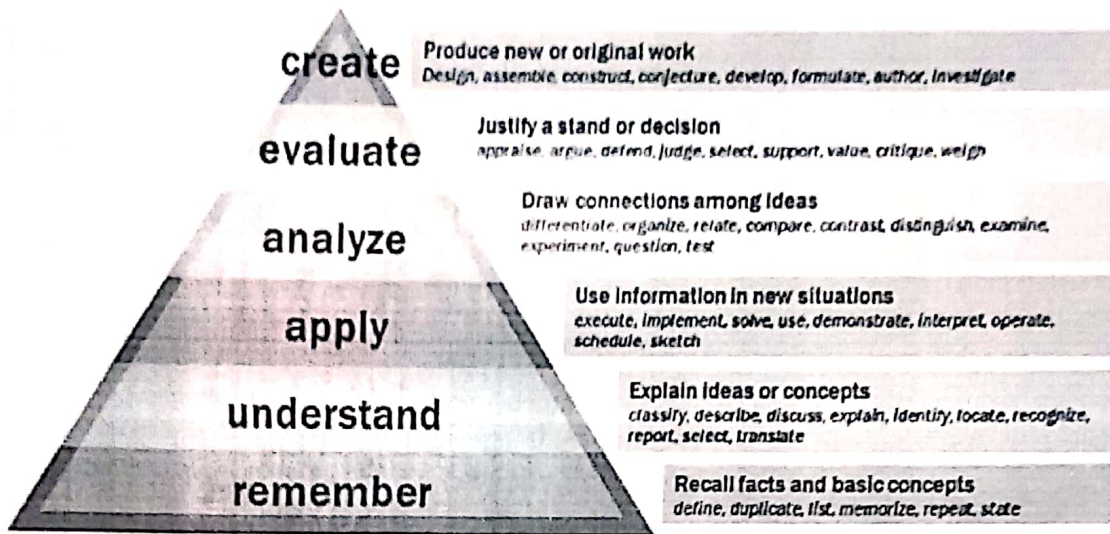 create
Produce new or original work
Design, assemble, construct, conjecture, develop, formulate, author, investigate
evaluate
Justify a stand or decision
appraise, argue, defend, judge, select, support, value, critique, weigh
analyze
Draw connections among ideas
differentiate, organize, relate, compare, contrast, distinguish, examine,
experiment, question, test
apply
Use information in new situations
execute, implement, solve, use, demonstrate, interpret, operate,
schedule, sketch
understand
Explain ideas or concepts
classify, describe, discuss, explain, identify, locate, recognize,
report, select, translate
remember
Recall facts and basic concepts
define, duplicate, list, memorize, repeat, state